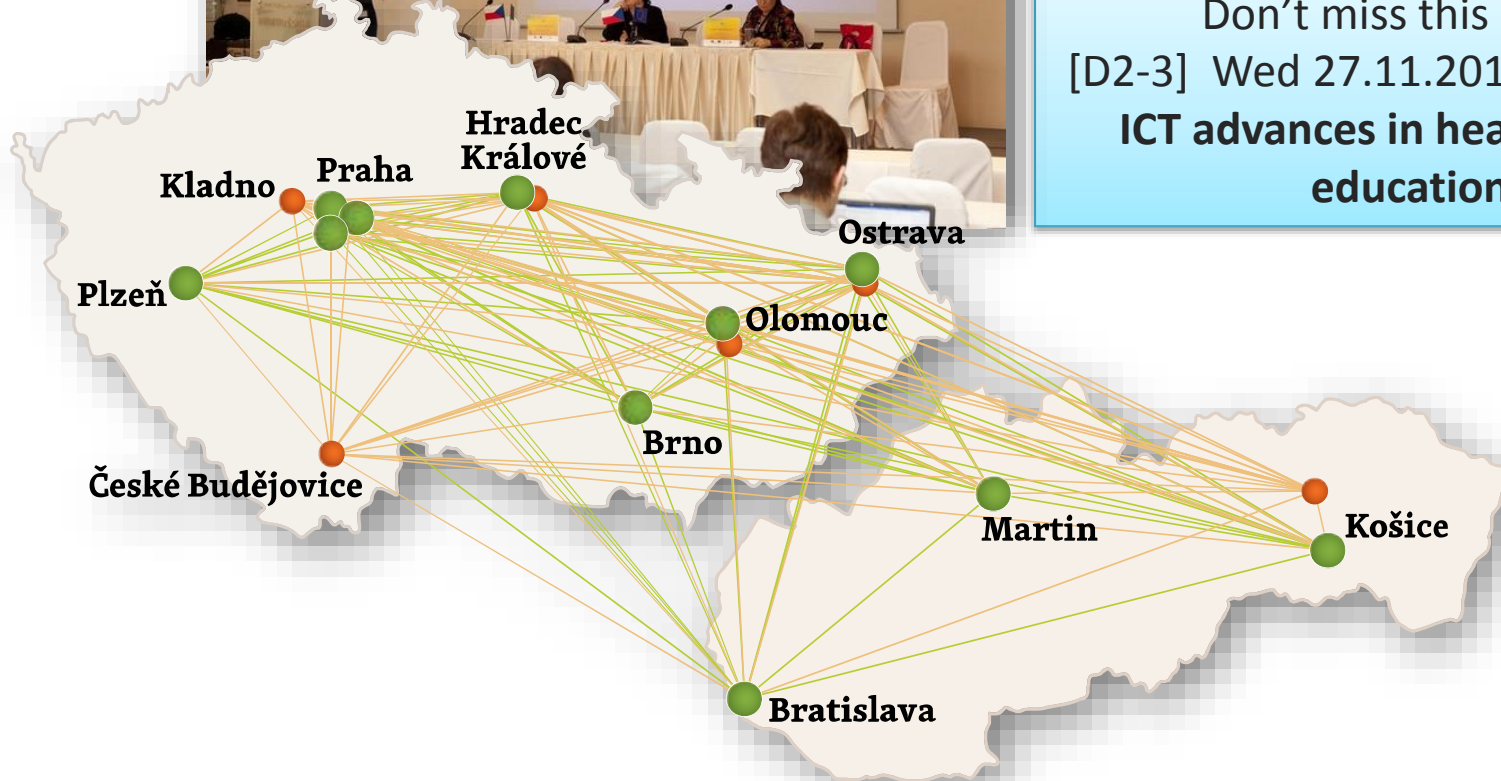 Don't miss this
[D2-3] Wed 27.11.201
ICT advances in hea
education
Hradec
Králové
Praha
Kladno
Ostrava
Plzeň
Olomouc
Brno
České Budějovice
Martin
Košice
Bratislava